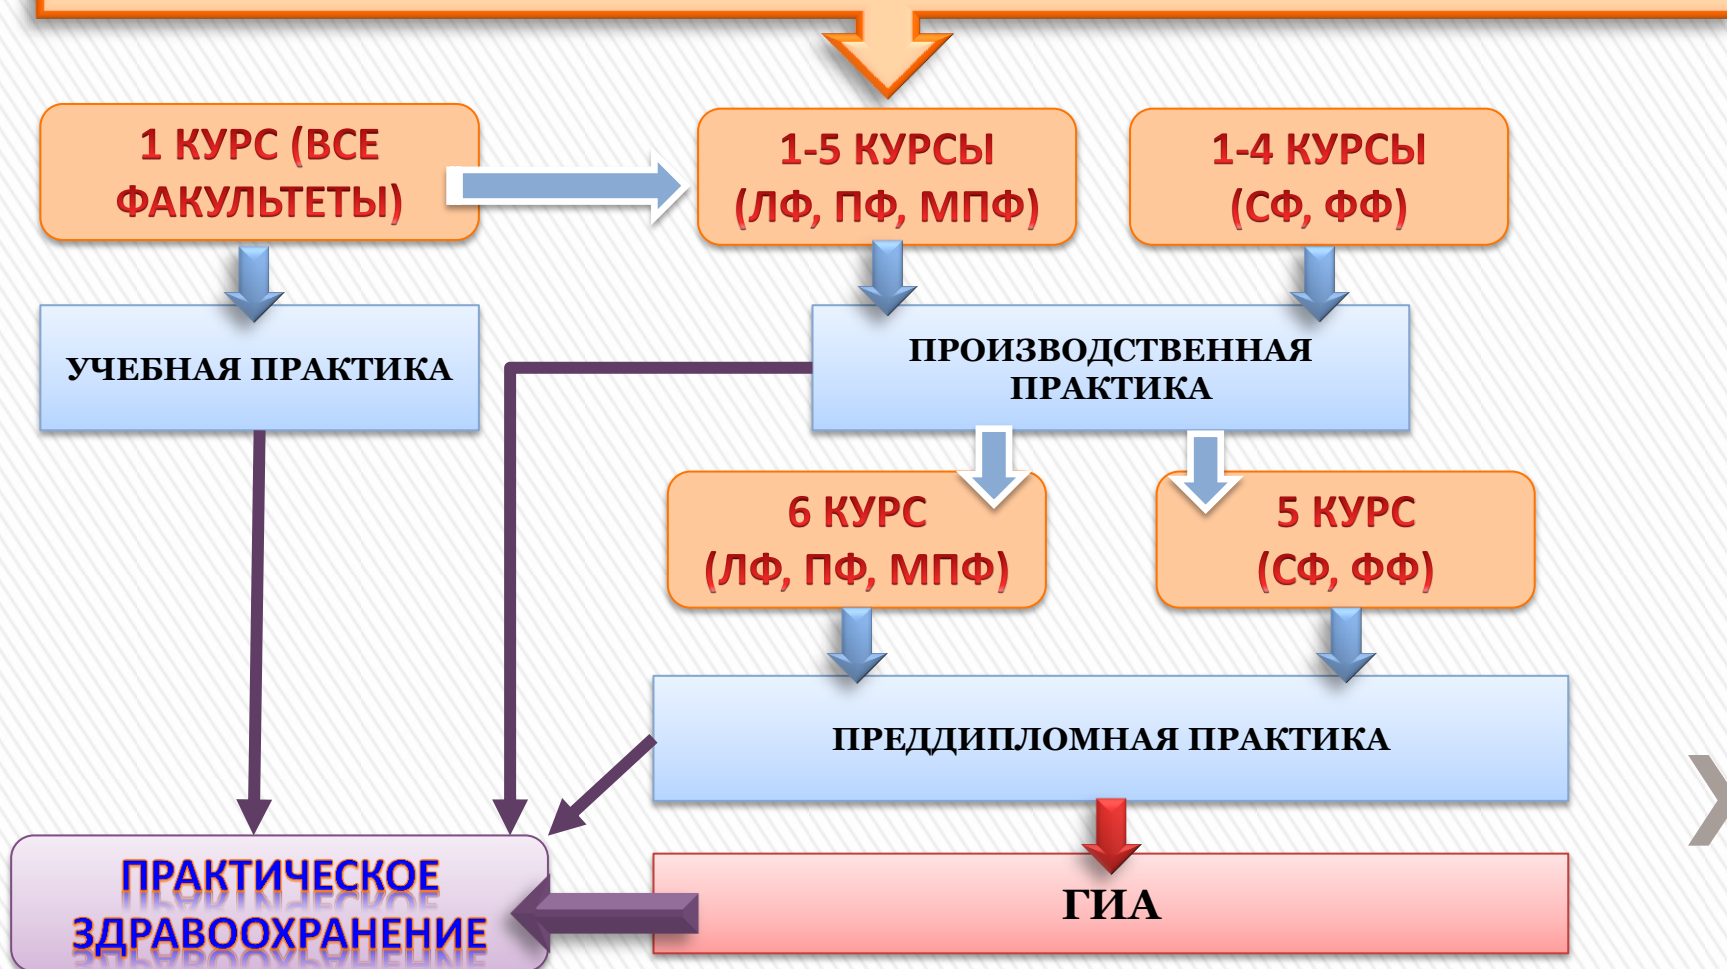 1 КУРС (ВСЕ
ФАКУЛЬТЕТЫ)
1-5 КУРСЫ
(ЛФ, ПФ, МПФ)
1-4 КУРСЫ
(СФ, ФФ)
УЧЕБНАЯ ПРАКТИКА
ПРОИЗВОДСТВЕННАЯ
ПРАКТИКА
6 КУРС
(ЛФ, ПФ, МПФ)
5 КУРС
(СФ, ФФ)
ПРЕДДИПЛОМНАЯ ПРАКТИКА
ПРАКТИЧЕСКОЕ
ЗДРАВООХРАНЕНИЕ
ГИА